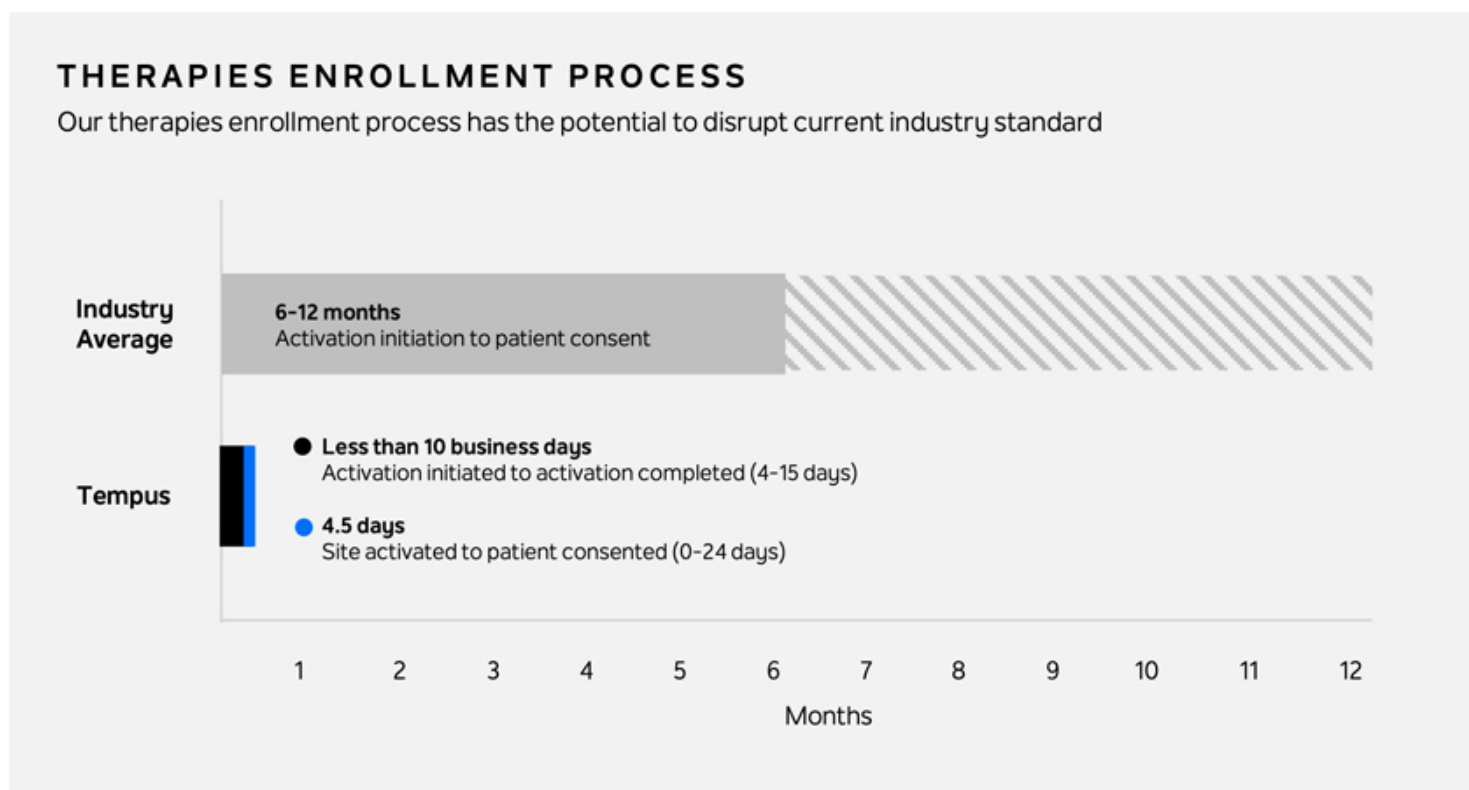 THERAPIES ENROLLMENT PROCESS
Our therapies enrollment process has the potential to disrupt current industry standard
Industry
Average
6-12 months
Activation initiation to patient consent
Tempus
Less than 10 business days
Activation initiated to activation completed (4-15 days)
4.5 days
Site activated to patient consented (0-24 days)
1 2 3 4 5 6 7 8 9 10 11 12
Months